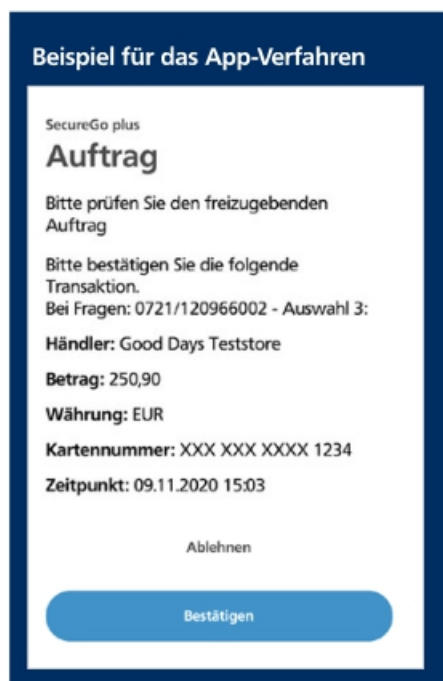 Beispiel für das App-Verfahren
SecureGo plus
Auftrag
Bitte prüfen Sie den freizugebenden
Auftrag
Bitte bestätigen Sie die folgende
Transaktion.
Bei Fragen: 0721/120966002 - Auswahl 3:
Händler: Good Days Teststore
Betrag: 250,90
Währung: EUR
Kartennummer: XXX XXX XXXX 1234
Zeitpunkt: 09.11.2020 15:03
Ablehnen
Bestätigen